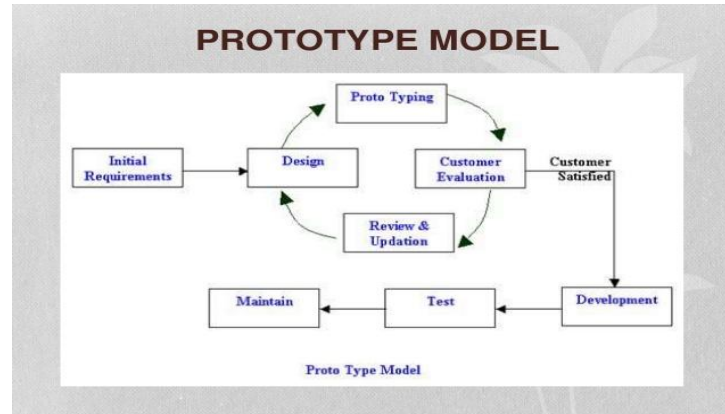 PROTOTYPE MODEL
Proto Typing
Initial
Requirements
Design
Customer
Evaluation
Customer
Satisfied
Review &
Updation
Maintain
Test
Development
Proto Type Model